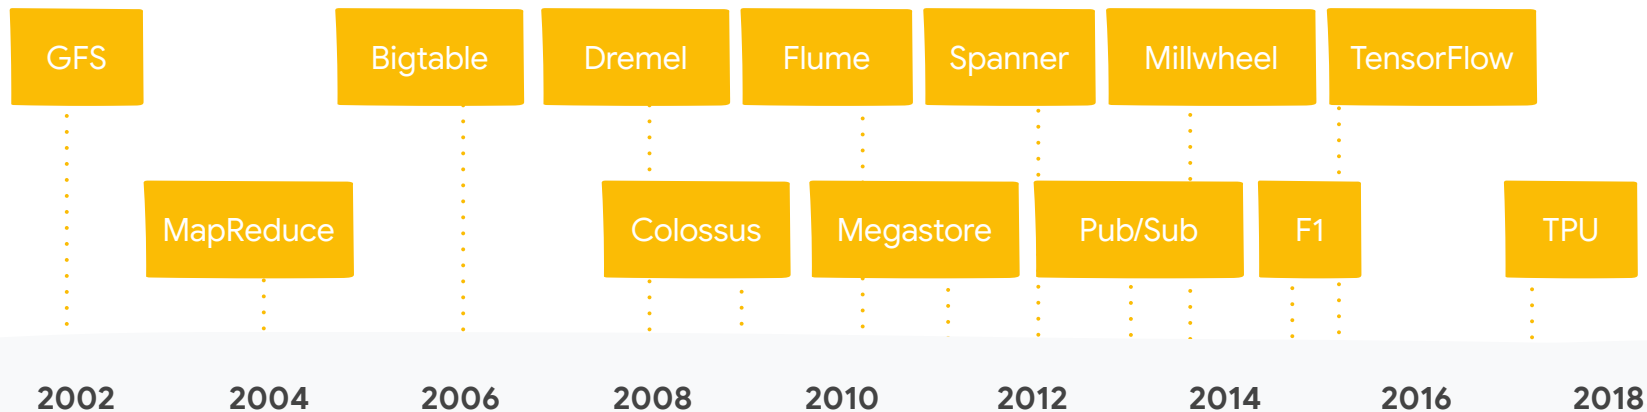 GFS
Bigtable
Dremel
Flume
Spanner
Millwheel
TensorFlow
MapReduce
Colossus
Megastore
Pub/Sub
F1
TPU
2002 2004 2006 2008 2010 2012 2014 2016 2018